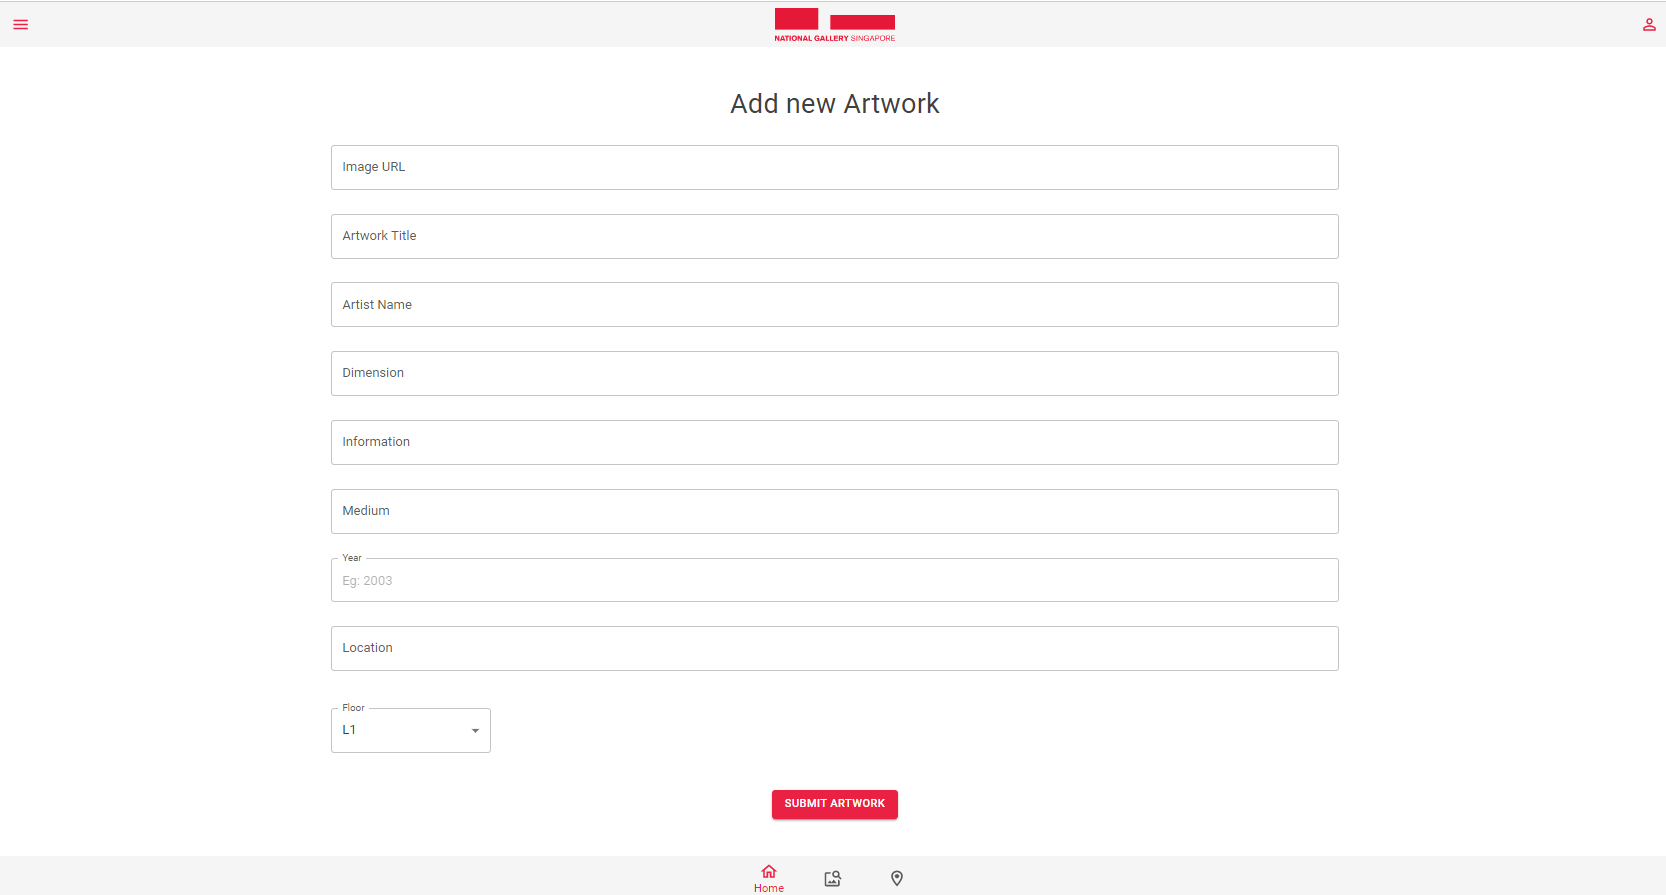 NATIONAL GALLERY SINGAPORE
Add new Artwork
Image URL
Artwork Title
Artist Name
Dimension
Information
Medium
Year
Eg: 2003
Location
Floor
L1
SUBMIT ARTWORK
Home